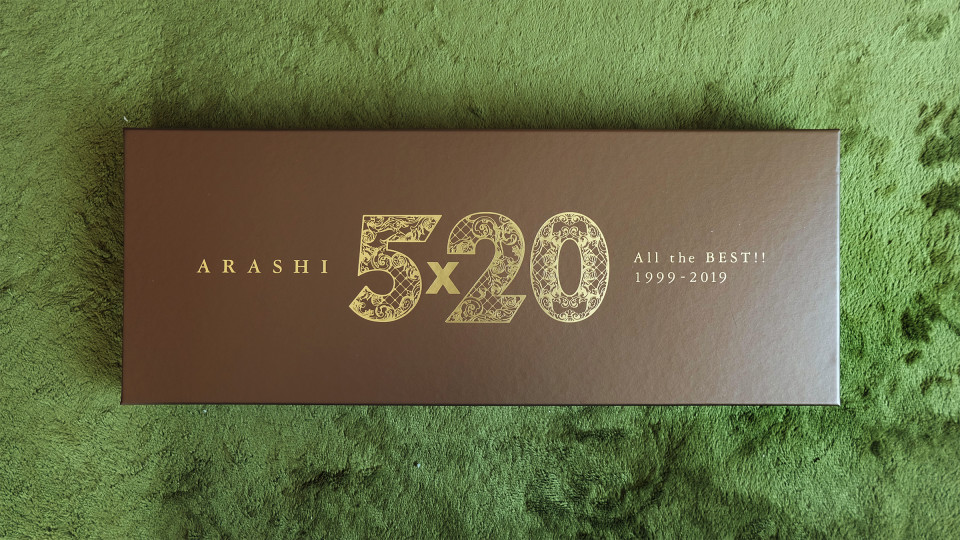 ARASHI
5x20
All the BEST!!
1999-2019